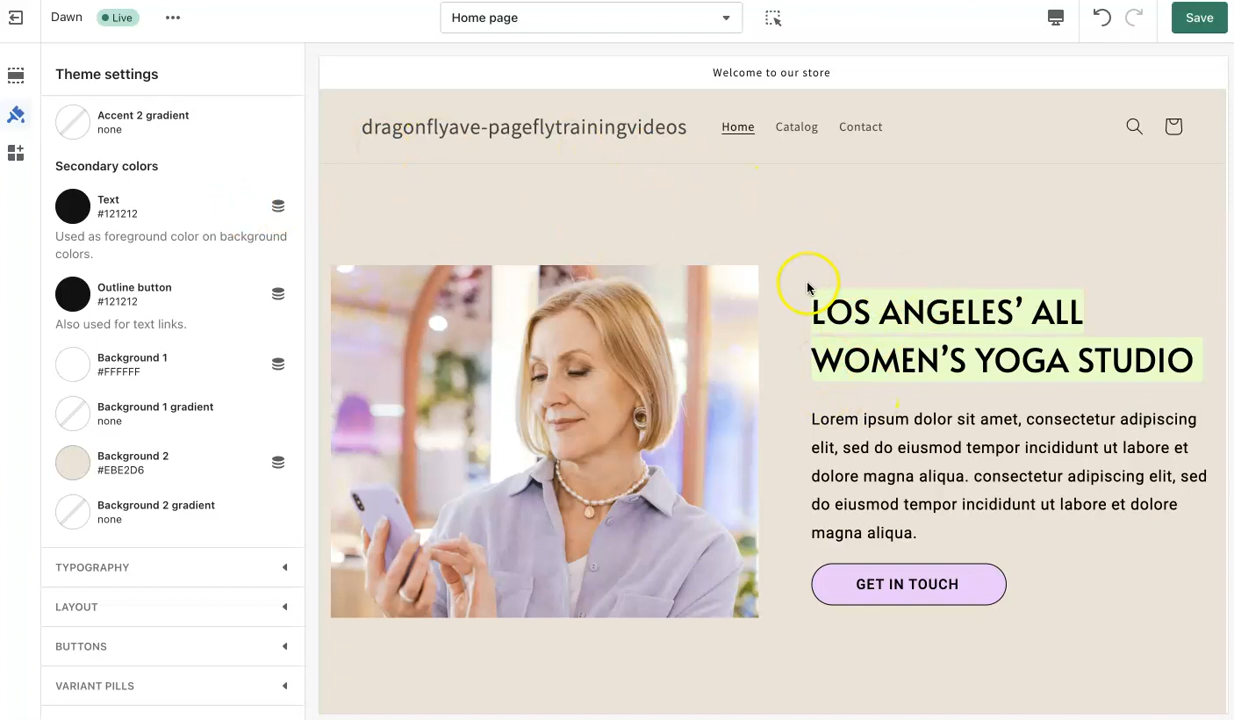 Dawn
Live
Home page
Save
Theme settings
Accent 2 gradient
none
Secondary colors
Text
#121212
Used as foreground color on background
colors.
Outline button
#121212
Also used for text links.
Background 1
#FFFFFF
Background 1 gradient
none
Background 2
#EBE2D6
Background 2 gradient
none
TYPOGRAPHY
LAYOUT
BUTTONS
VARIANT PILLS
Welcome to our store
dragonflyave-pageflytrainingvideos
Home
Catalog
Contact
LOS ANGELES’ ALL
WOMEN’S YOGA STUDIO
Lorem ipsum dolor sit amet, consectetur adipiscing
elit, sed do eiusmod tempor incididunt ut labore et
dolore magna aliqua. consectetur adipiscing elit, sed
do eiusmod tempor incididunt ut labore et dolore
magna aliqua.
GET IN TOUCH